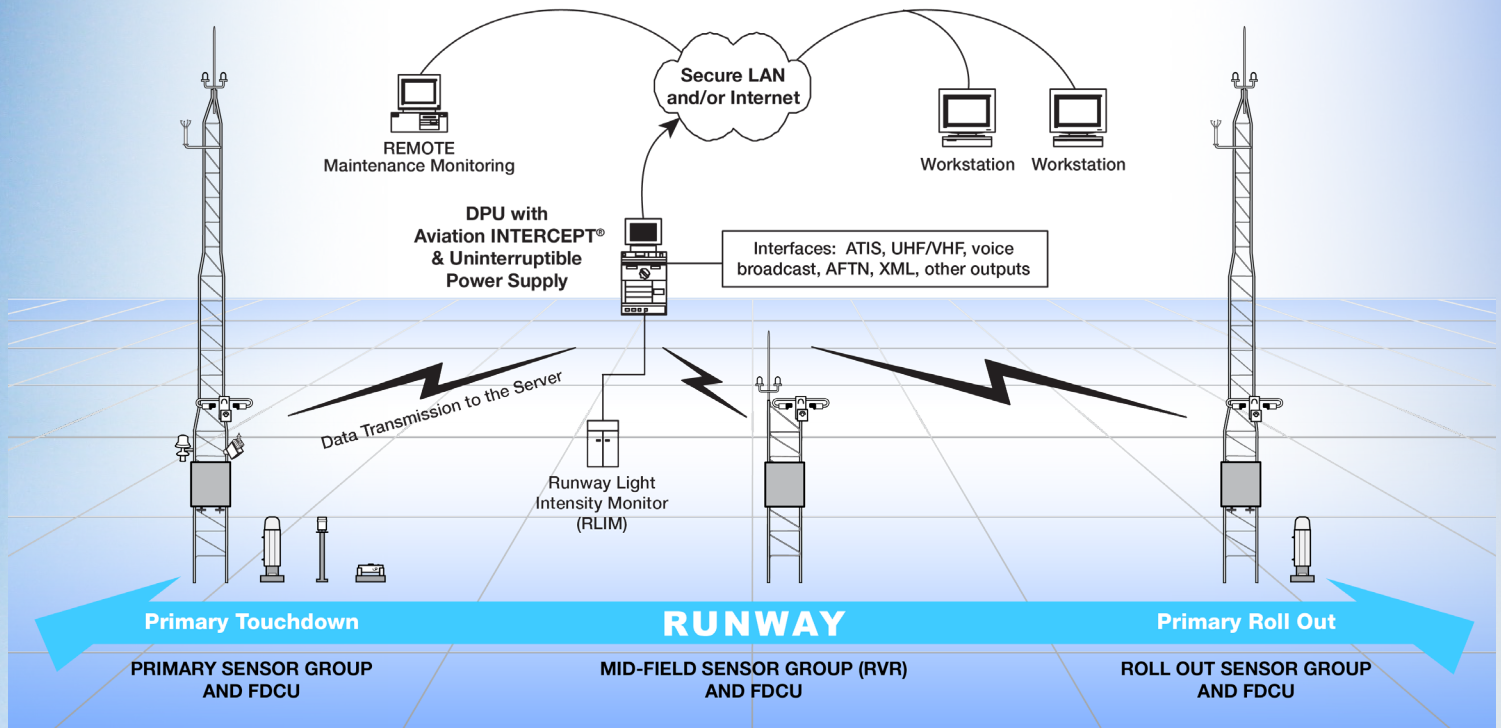 Secure LAN
and/or Internet
REMOTE
Maintenance Monitoring
Workstation
Workstation
DPU with
Aviation INTERCEPT®
& Uninterruptible
Power Supply
Interfaces:  ATIS, UHF/VHF, voice
broadcast, AFTN, XML, other outputs
Data Transmission to the Server
Runway Light
Intensity Monitor
(RLIM)
Primary Touchdown
RUNWAY
Primary Roll Out
PRIMARY SENSOR GROUP
AND FDCU
MID-FIELD SENSOR GROUP (RVR)
AND FDCU
ROLL OUT SENSOR GROUP
AND FDCU